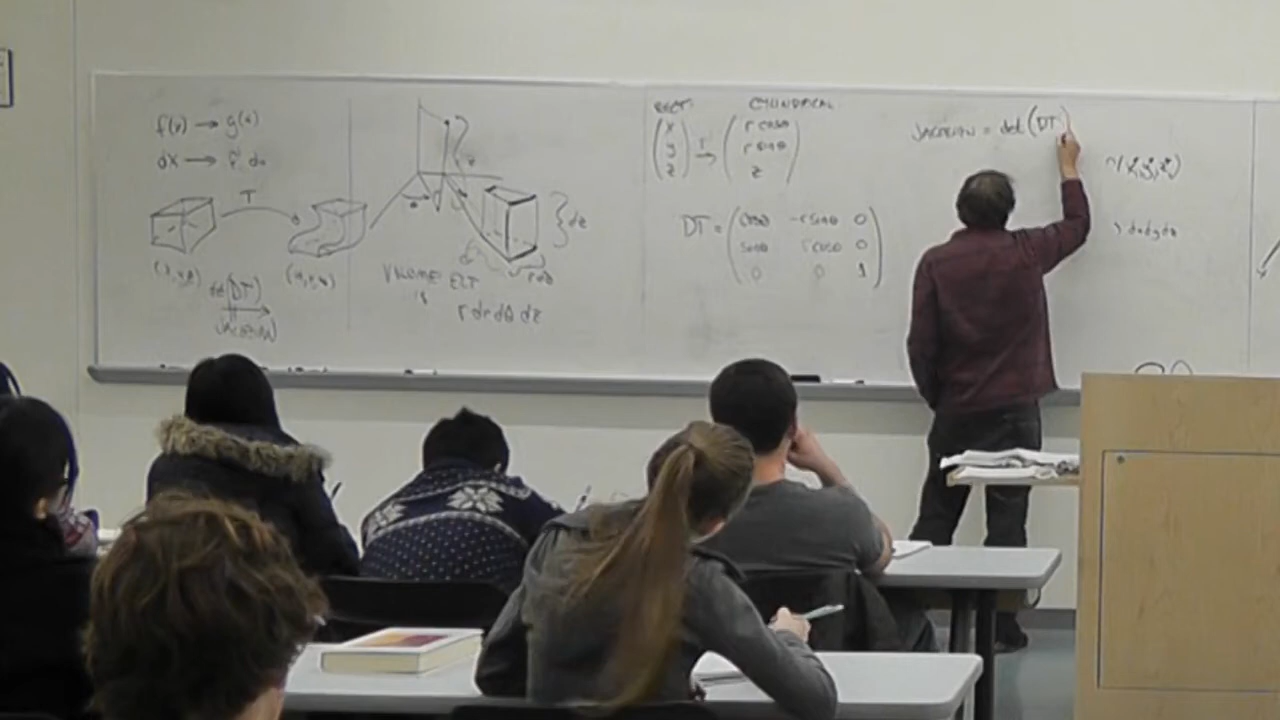 f(x) → g(u)
dx →
T
det(DT)
JACOBIAN
z
θ
dz
rdθ
dr
VOLUME ELT
IS
r dr dθ dz
RECT. CYLINDRICAL
(x y z) T→ (r cosθ r sinθ z)
DT = (cosθ -r sinθ 0
sinθ r cosθ 0
0 0 1)
JACOBIAN = det(DT)